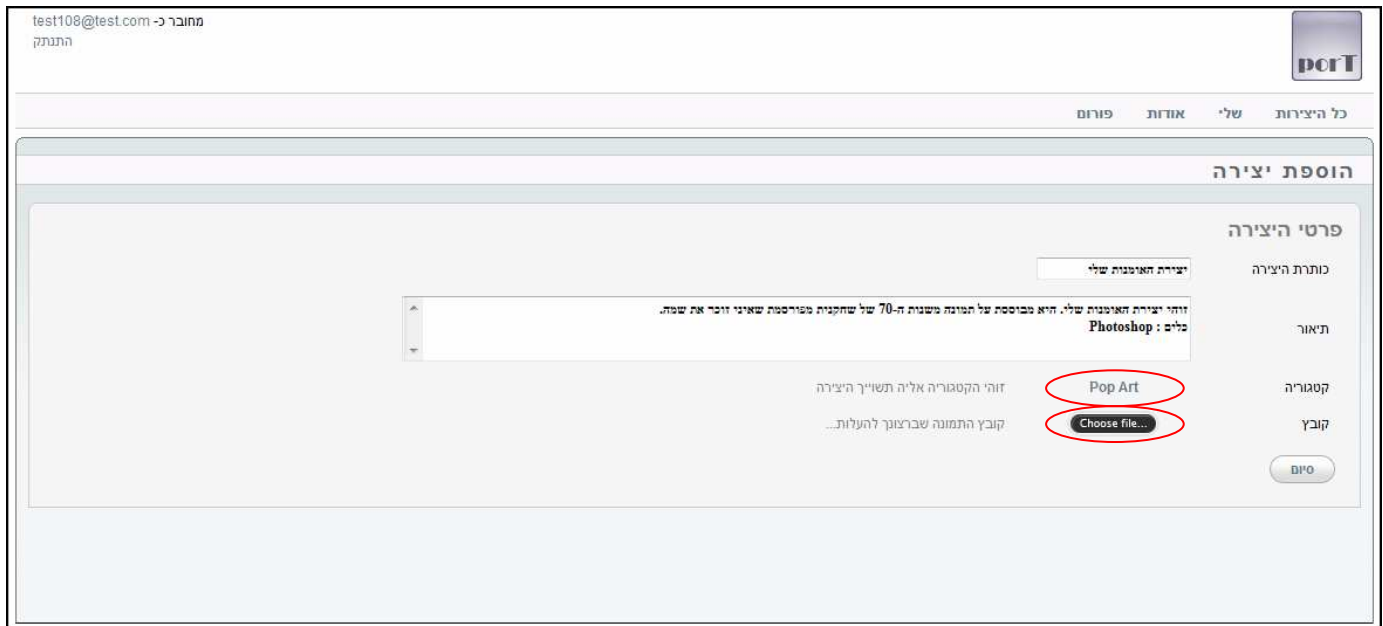 מחובר כ- test108@test.com
התנתק
porT
כל היצירות שלי אודות פורום
הוספת יצירה
פרטי היצירה
כותרת היצירה יצירת האומנות שלי
תיאור זוהי יצירת האומנות שלי. היא מבוססת על תמונה משנות ה-70 של שחקנית מפורסמת שאיני זוכר את שמה.
כלים : Photoshop
קטגוריה Pop Art זוהי הקטגוריה אליה תשוייך היצירה
קובץ Choose file... קובץ התמונה שברצונך להעלות...
סיום